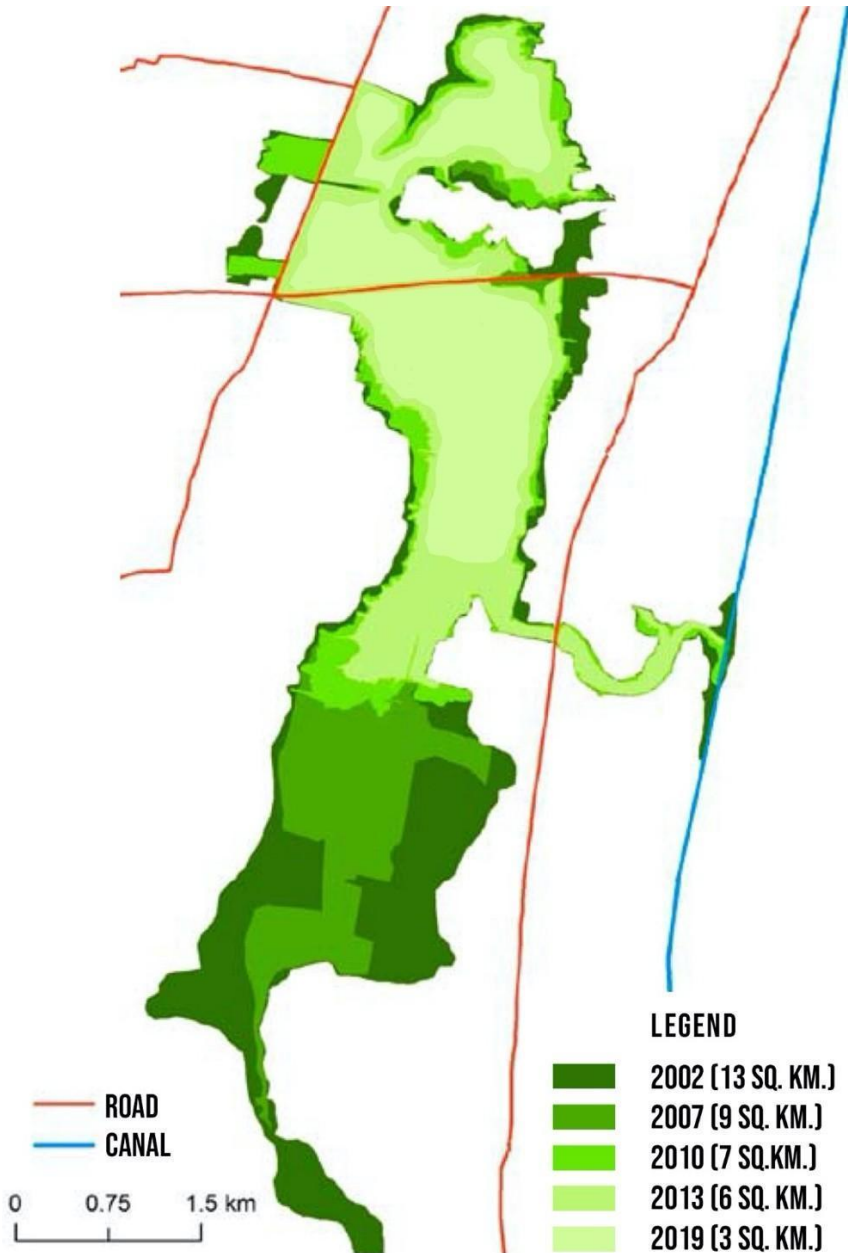 LEGEND
2002 (13 SQ. KM.)
2007 (9 SQ. KM.)
2010 (7 SQ.KM.)
2013 (6 SQ. KM.)
2019 (3 SQ. KM.)
ROAD
CANAL
0 0.75 1.5 km